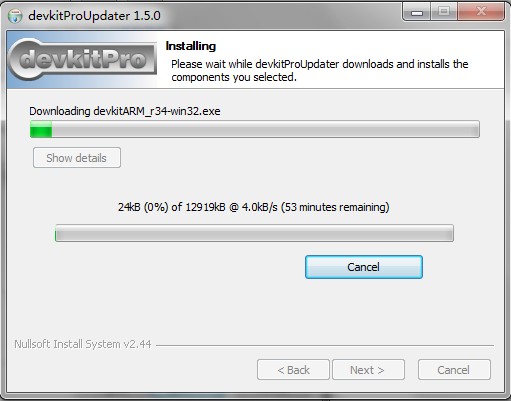 devkitProUpdater 1.5.0
Installing
Please wait while devkitProUpdater downloads and installs the
components you selected.
devkitPro
Downloading devkitARM_r34-win32.exe
Show details
24kB (0%) of 12919kB @ 4.0kB/s (53 minutes remaining)
Cancel
Nullsoft Install System v2.44
< Back
Next >
Cancel